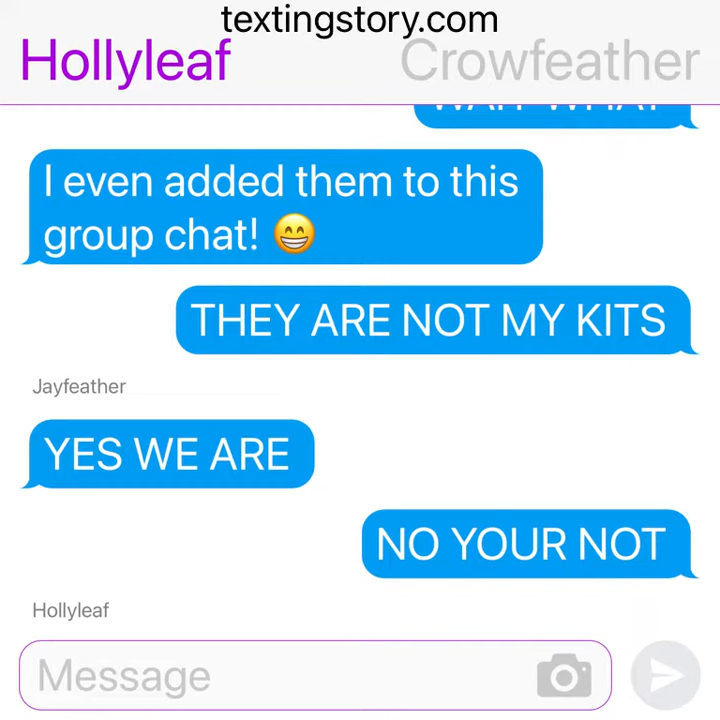 textingstory.com
Hollyleaf
Crowfeather
I even added them to this
group chat! 😁
THEY ARE NOT MY KITS
Jayfeather
YES WE ARE
NO YOUR NOT
Hollyleaf
Message